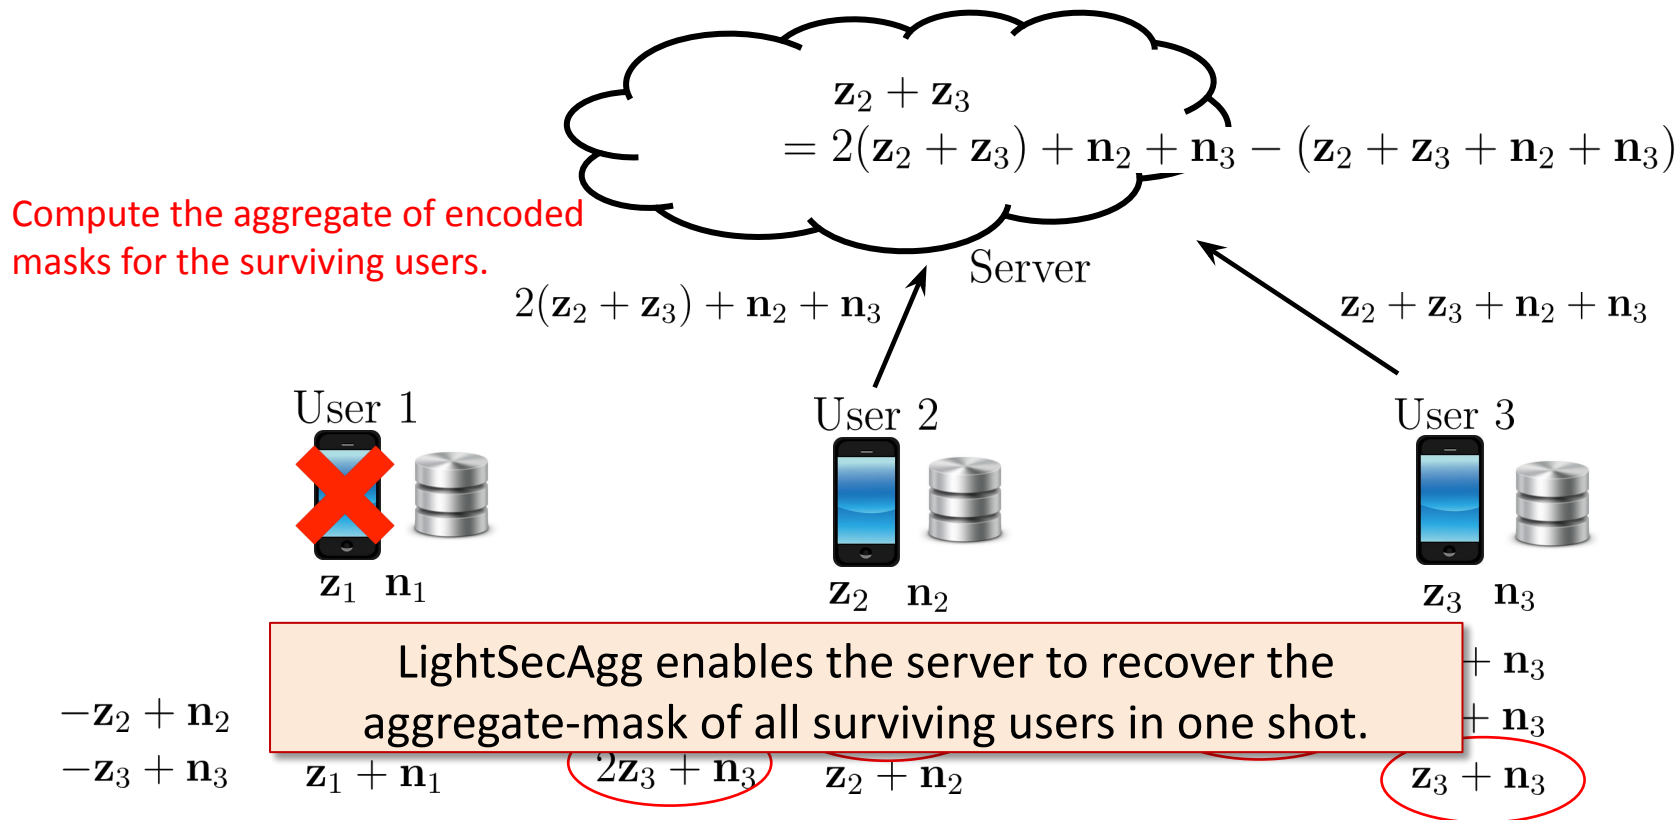 𝐳₂ + 𝐳₃
= 2(𝐳₂ + 𝐳₃) + 𝐧₂ + 𝐧₃ − (𝐳₂ + 𝐳₃ + 𝐧₂ + 𝐧₃)
Compute the aggregate of encoded
masks for the surviving users.
Server
2(𝐳₂ + 𝐳₃) + 𝐧₂ + 𝐧₃
𝐳₂ + 𝐳₃ + 𝐧₂ + 𝐧₃
User 1
User 2
User 3
𝐳₁ 𝐧₁
𝐳₂ 𝐧₂
𝐳₃ 𝐧₃
LightSecAgg enables the server to recover the
aggregate-mask of all surviving users in one shot.
+ 𝐧₃
−𝐳₂ + 𝐧₂
+ 𝐧₃
−𝐳₃ + 𝐧₃
𝐳₁ + 𝐧₁
2𝐳₃ + 𝐧₃
𝐳₂ + 𝐧₂
𝐳₃ + 𝐧₃